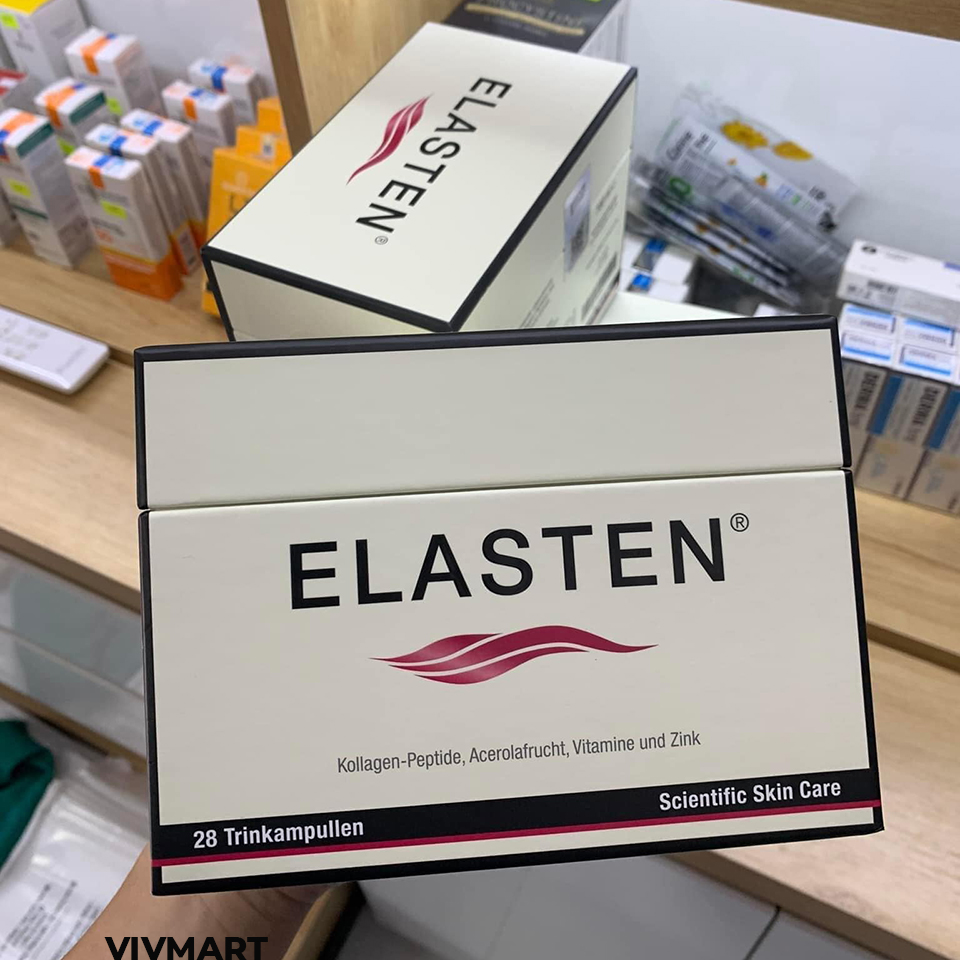 ELASTEN®
ELASTEN®
Kollagen-Peptide, Acerolafrucht, Vitamine und Zink
Scientific Skin Care
28 Trinkampullen
VIVMART